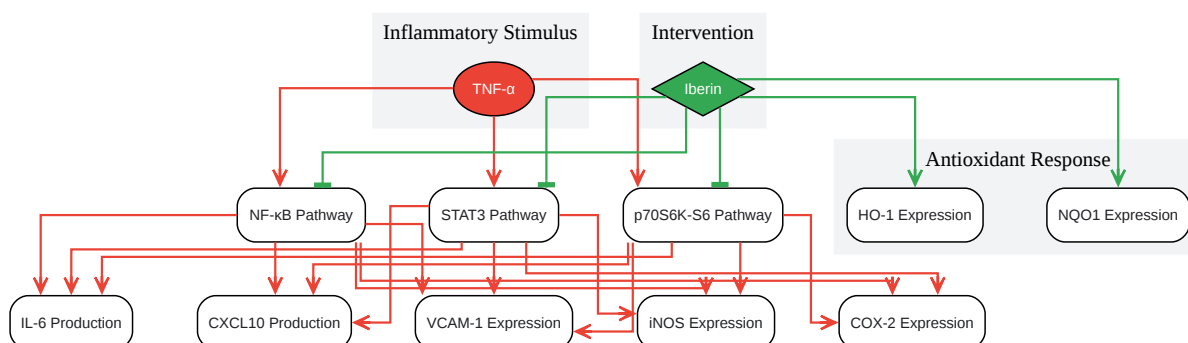 Inflammatory Stimulus
Intervention
TNF-α
Iberin
Antioxidant Response
NF-κB Pathway
STAT3 Pathway
p70S6K-S6 Pathway
HO-1 Expression
NQO1 Expression
IL-6 Production
CXCL10 Production
VCAM-1 Expression
iNOS Expression
COX-2 Expression